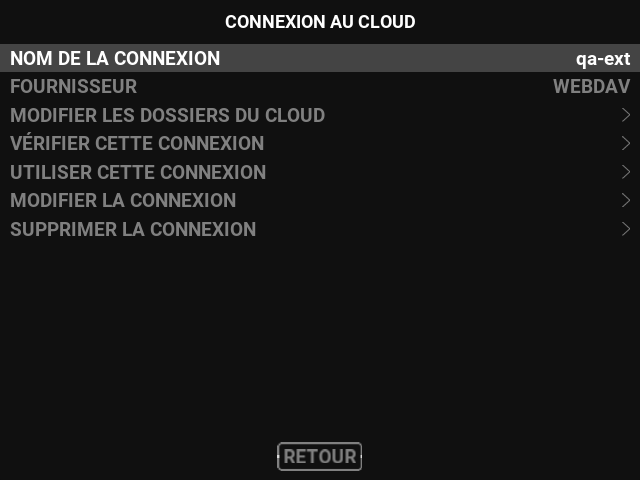 CONNEXION AU CLOUD
NOM DE LA CONNEXION qa-ext
FOURNISSEUR WEBDAV
MODIFIER LES DOSSIERS DU CLOUD
VÉRIFIER CETTE CONNEXION
UTILISER CETTE CONNEXION
MODIFIER LA CONNEXION
SUPPRIMER LA CONNEXION
RETOUR